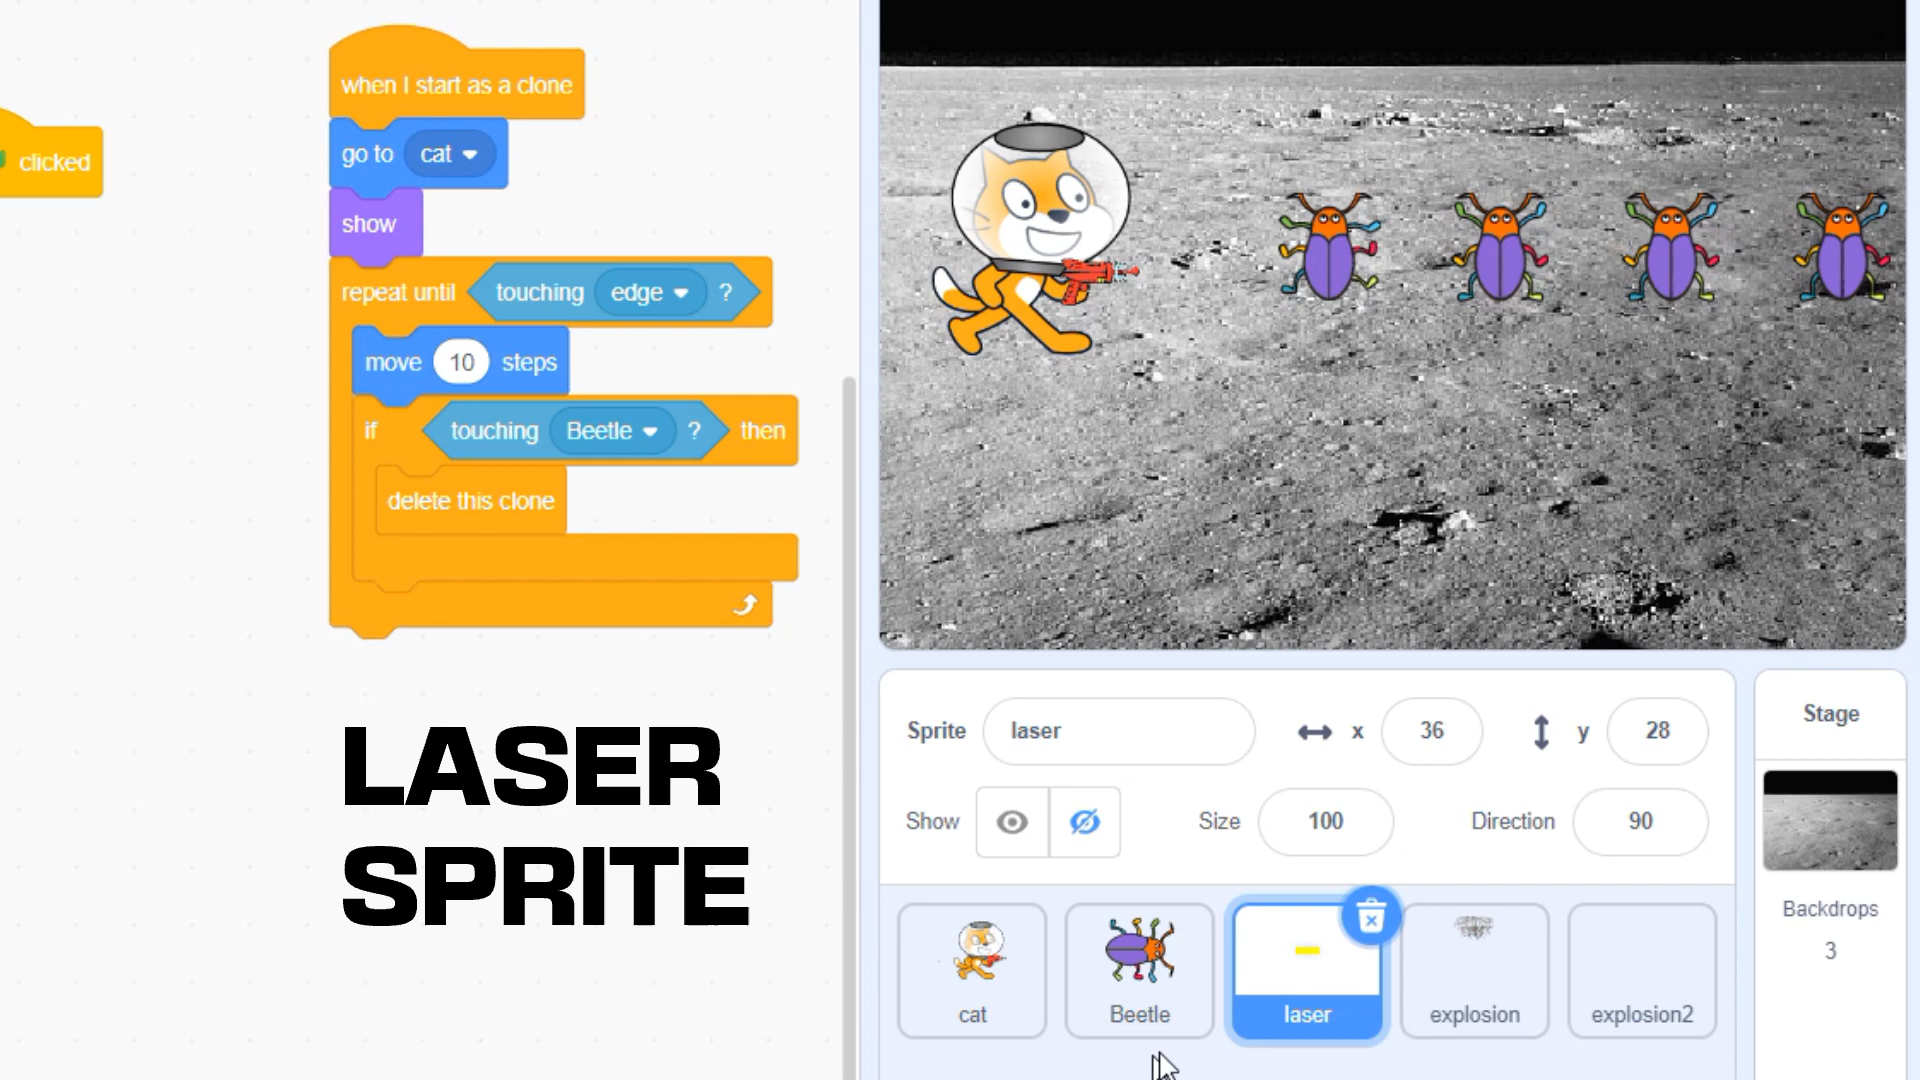 clicked
when I start as a clone
go to cat
show
repeat until touching edge ?
move 10 steps
if touching Beetle ? then
delete this clone
LASER
SPRITE
Sprite laser x 36 y 28
Show Size 100 Direction 90
cat Beetle laser explosion explosion2
Stage
Backdrops
3